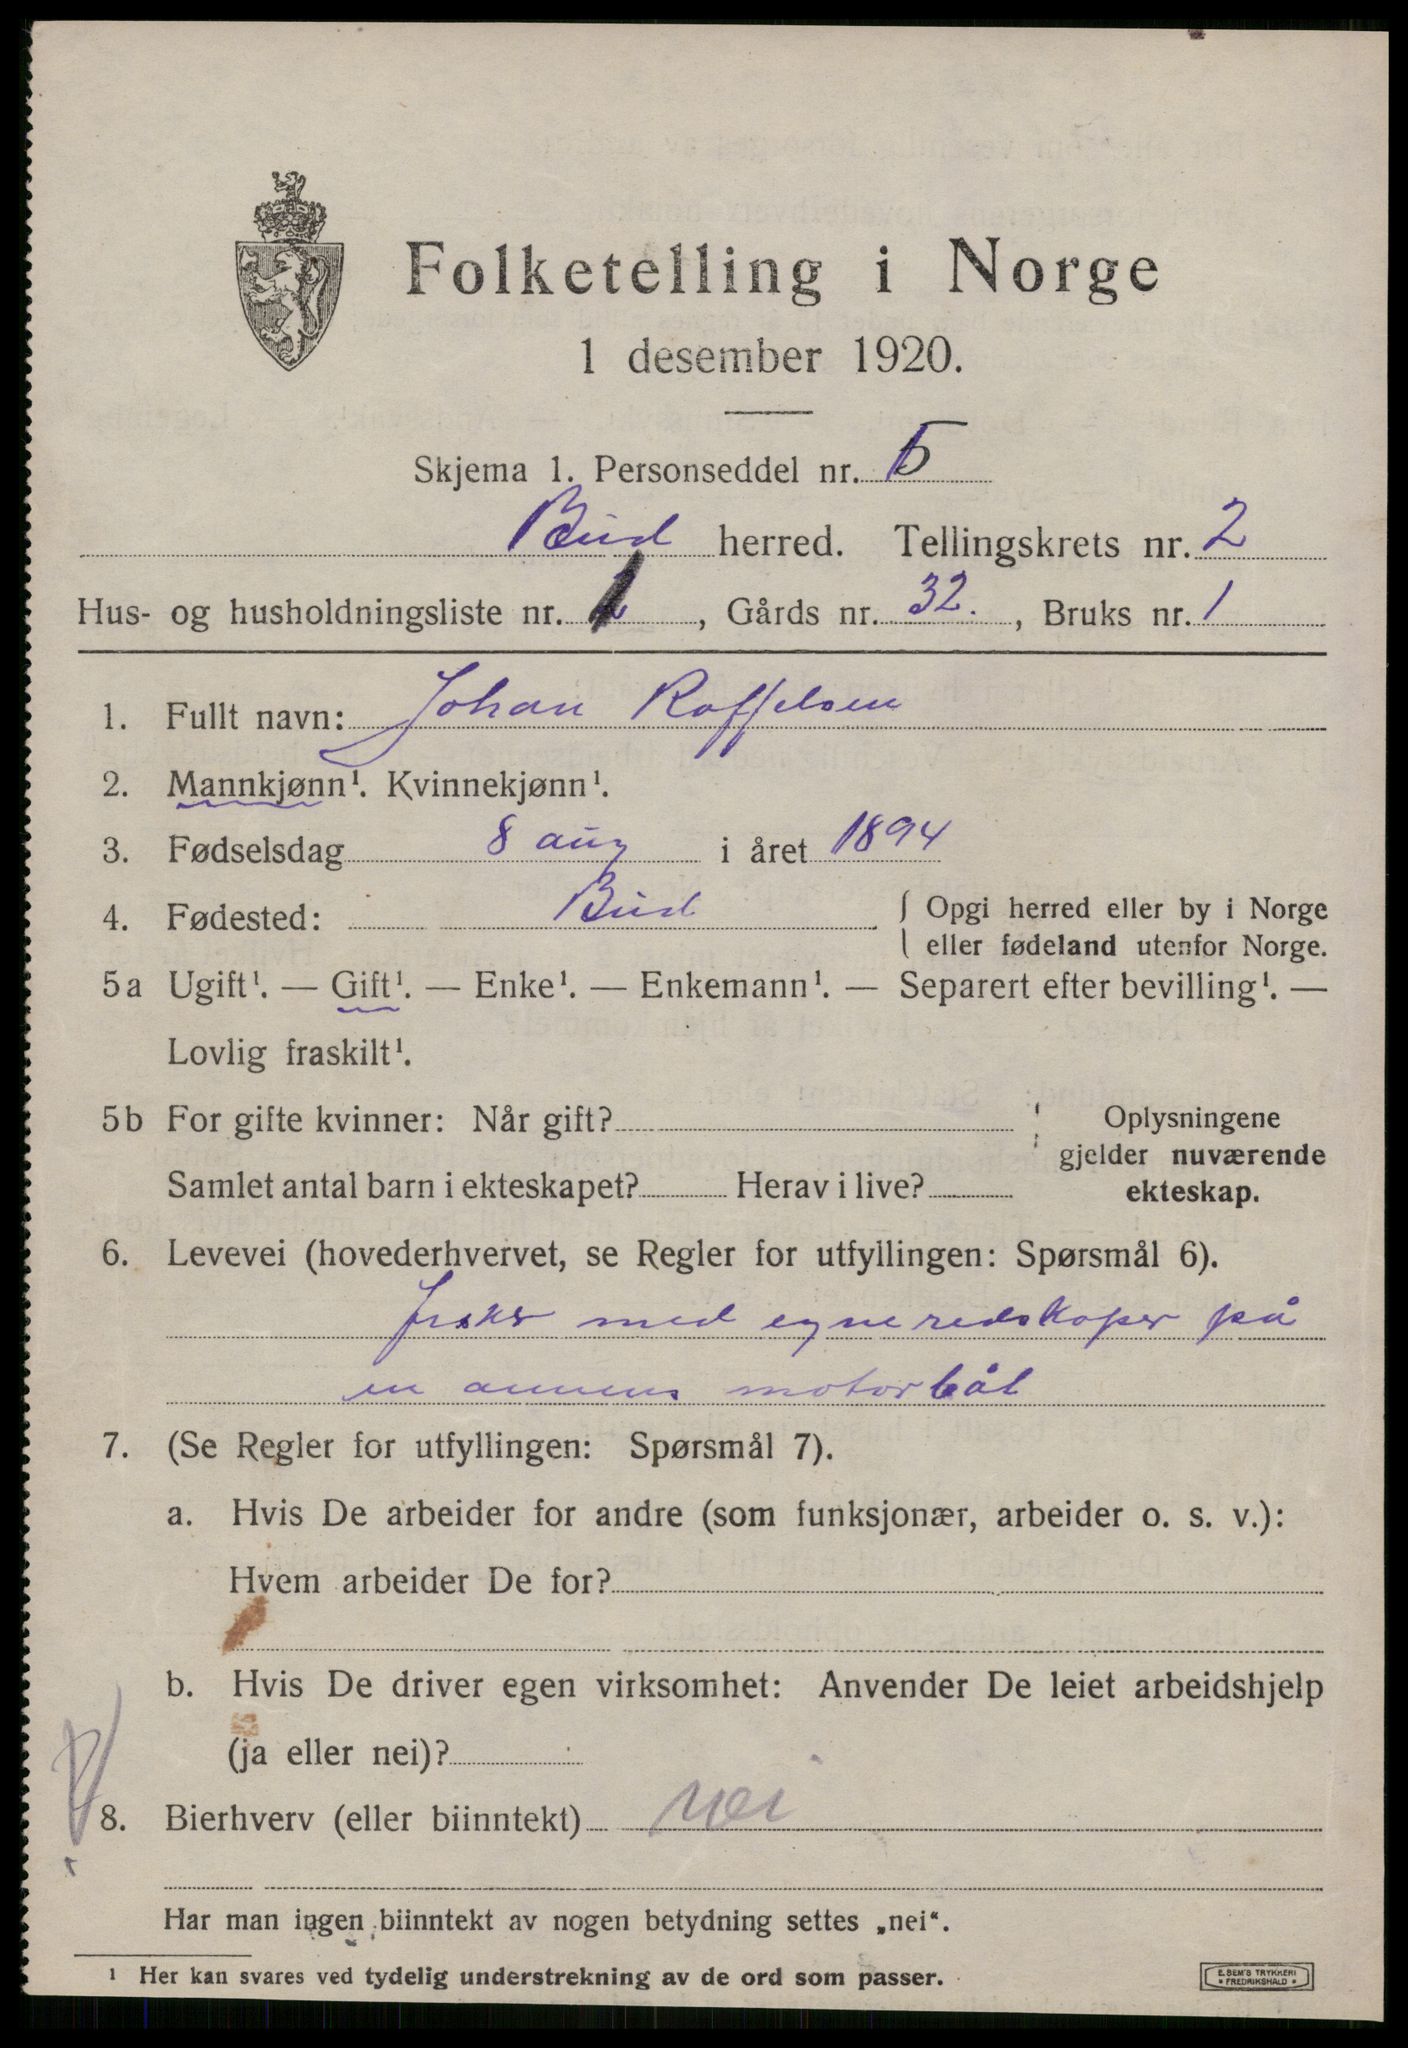 Folketelling i Norge
1 desember 1920.
Skjema 1. Personseddel nr. 5
Bud herred. Tellingskrets nr. 2
Hus- og husholdningsliste nr. 1, Gårds nr. 32., Bruks nr. 1
1. Fullt navn: Johan Raffelsen
2. Mannkjønn¹. Kvinnekjønn¹.
3. Fødselsdag 8 aug i året 1894
4. Fødested: Bud { Opgi herred eller by i Norge
eller fødeland utenfor Norge.
5a Ugift¹. — Gift¹. — Enke¹. — Enkemann¹. — Separert efter bevilling¹. —
Lovlig fraskilt¹.
5b For gifte kvinner: Når gift? Oplysningene
gjelder nuværende
Samlet antal barn i ekteskapet? Herav i live? ekteskap.
6. Levevei (hovederhvervet, se Regler for utfyllingen: Spørsmål 6).
fisker med egne redskaper på
en annens motorbåt
7. (Se Regler for utfyllingen: Spørsmål 7).
a. Hvis De arbeider for andre (som funksjonær, arbeider o. s. v.):
Hvem arbeider De for?
b. Hvis De driver egen virksomhet: Anvender De leiet arbeidshjelp
(ja eller nei)?
8. Bierhverv (eller biinntekt) nei
Har man ingen biinntekt av nogen betydning settes „nei“.
¹ Her kan svares ved tydelig understrekning av de ord som passer.
E. SEM'S TRYKKERI
FREDRIKSHALD